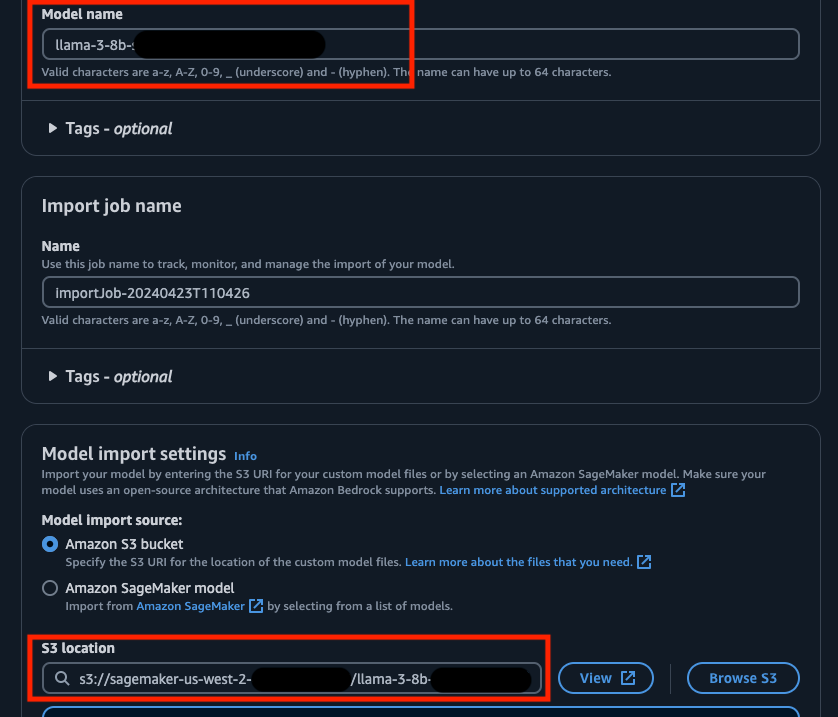 Model name
llama-3-8b-
Valid characters are a-z, A-Z, 0-9, _ (underscore) and - (hyphen). The name can have up to 64 characters.
Tags - optional
Import job name
Name
Use this job name to track, monitor, and manage the import of your model.
importJob-20240423T110426
Valid characters are a-z, A-Z, 0-9, _ (underscore) and - (hyphen). The name can have up to 64 characters.
Tags - optional
Model import settings Info
Import your model by entering the S3 URI for your custom model files or by selecting an Amazon SageMaker model. Make sure your
model uses an open-source architecture that Amazon Bedrock supports. Learn more about supported architecture
Model import source:
Amazon S3 bucket
Specify the S3 URI for the location of the custom model files. Learn more about the files that you need.
Amazon SageMaker model
Import from Amazon SageMaker by selecting from a list of models.
S3 location
s3://sagemaker-us-west-2- /llama-3-8b- View Browse S3